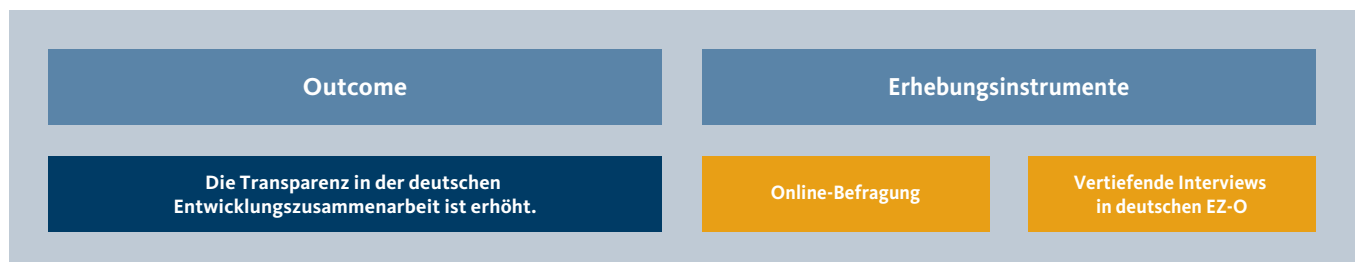 Outcome
Erhebungsinstrumente
Die Transparenz in der deutschen
Entwicklungszusammenarbeit ist erhöht.
Online-Befragung
Vertiefende Interviews
in deutschen EZ-O